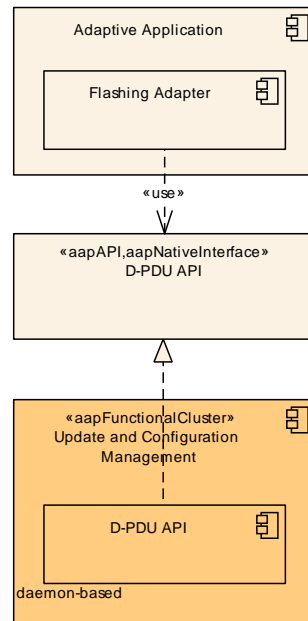 Adaptive Application
Flashing Adapter
«use»
«aapAPI,aapNativeInterface»
D-PDU API
«aapFunctionalCluster»
Update and Configuration
Management
D-PDU API
daemon-based